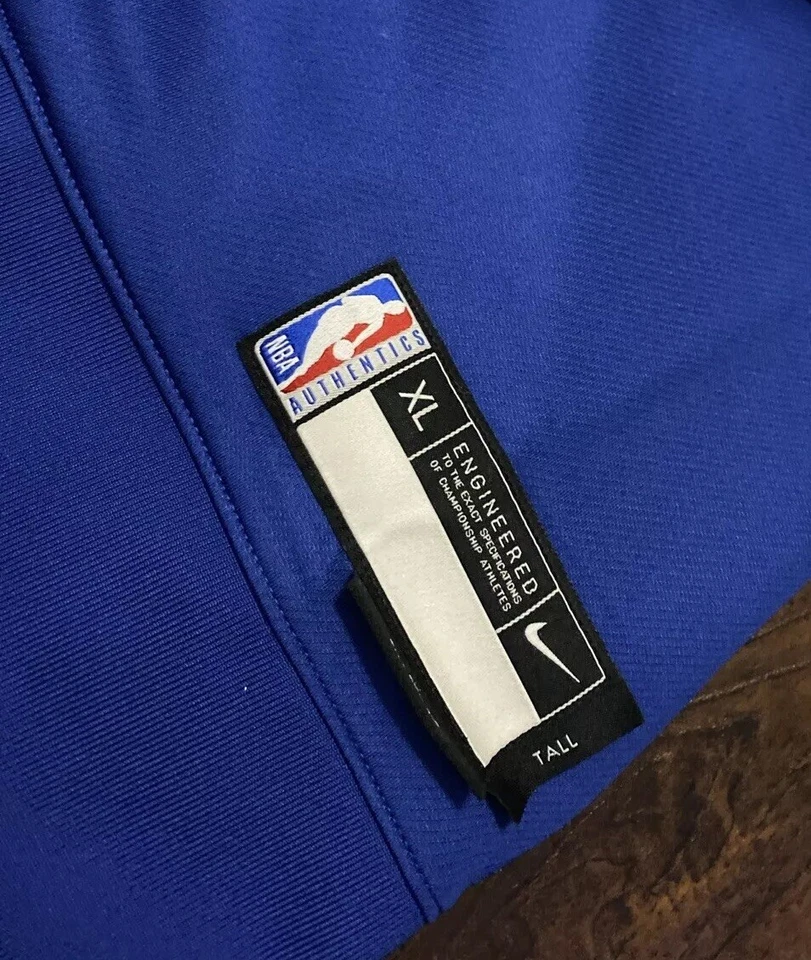 NBA
AUTHENTICS
XL
ENGINEERED
TO THE EXACT SPECIFICATIONS
OF CHAMPIONSHIP ATHLETES
TALL